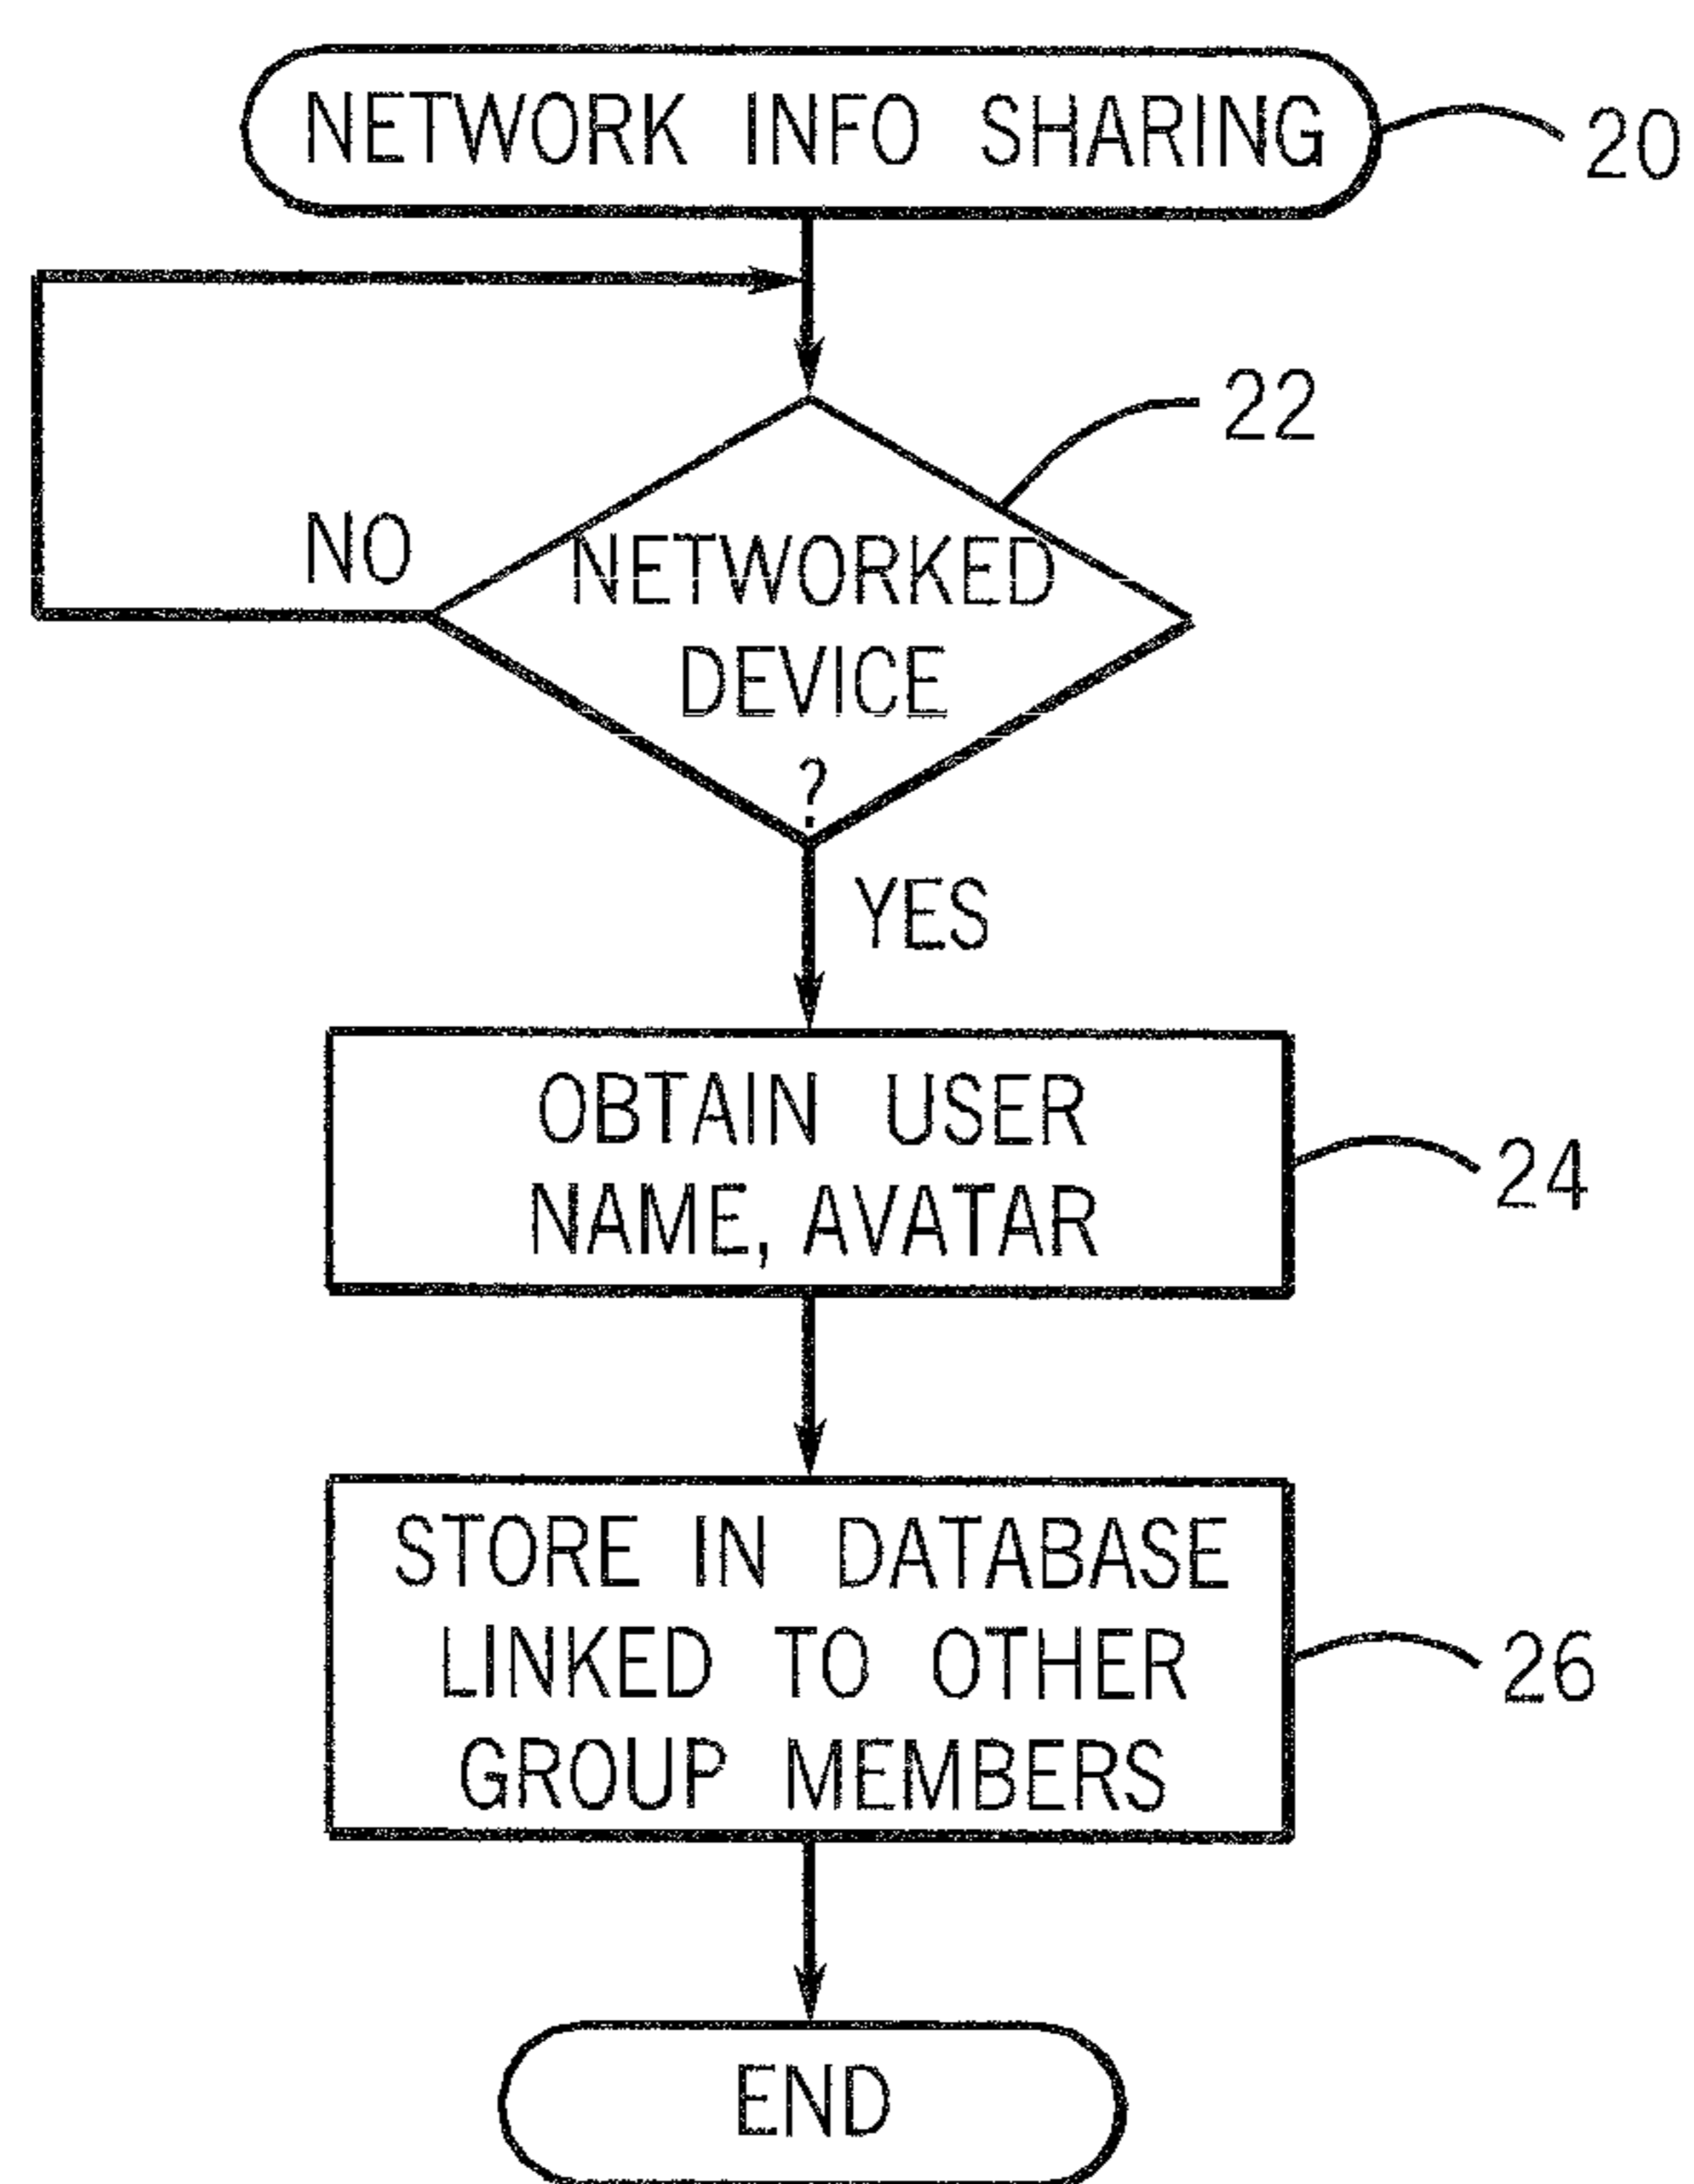 NETWORK INFO SHARING
20
22
NO
NETWORKED
DEVICE
?
YES
OBTAIN USER
NAME, AVATAR
24
STORE IN DATABASE
LINKED TO OTHER
GROUP MEMBERS
26
END